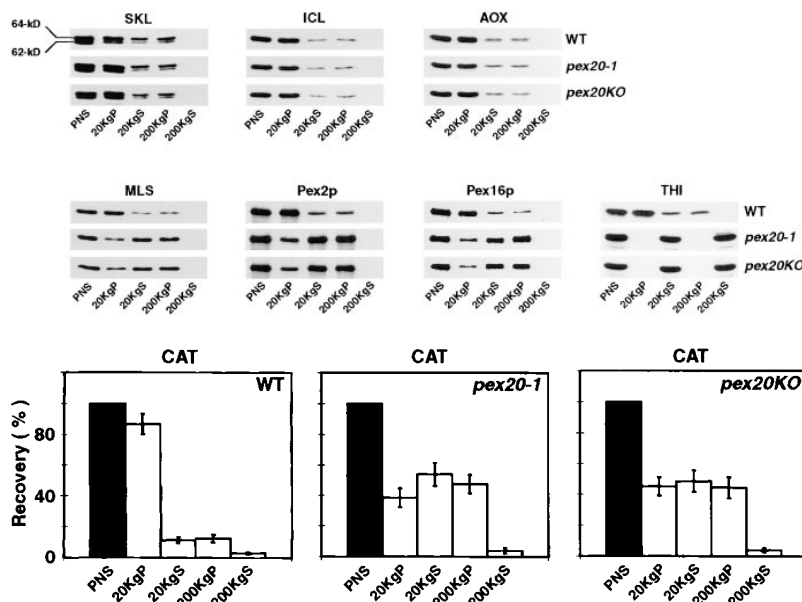 SKL ICL AOX
64-kD
62-kD
WT
pex20-1
pex20KO
PNS 20KgP 20KgS 200KgP 200KgS PNS 20KgP 20KgS 200KgP 200KgS PNS 20KgP 20KgS 200KgP 200KgS
MLS Pex2p Pex16p THI
WT
pex20-1
pex20KO
PNS 20KgP 20KgS 200KgP 200KgS PNS 20KgP 20KgS 200KgP 200KgS PNS 20KgP 20KgS 200KgP 200KgS PNS 20KgP 20KgS 200KgP 200KgS
CAT CAT CAT
WT pex20-1 pex20KO
Recovery ( % )
80
40
0
PNS 20KgP 20KgS 200KgP 200KgS PNS 20KgP 20KgS 200KgP 200KgS PNS 20KgP 20KgS 200KgP 200KgS